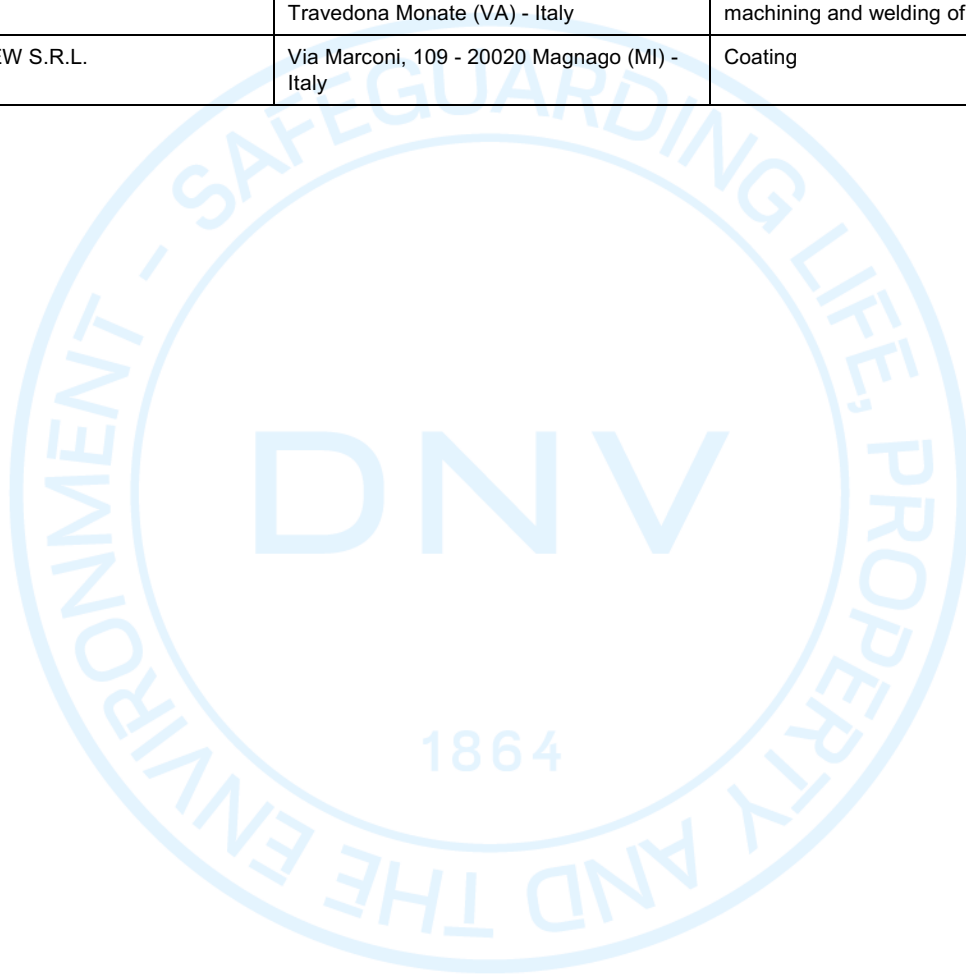 Travedona Monate (VA) - Italy
machining and welding of
EW S.R.L.
Via Marconi, 109 - 20020 Magnago (MI) -
Italy
Coating
SAFEGUARDING LIFE, PROPERTY AND THE ENVIRONMENT -
DNV
1864